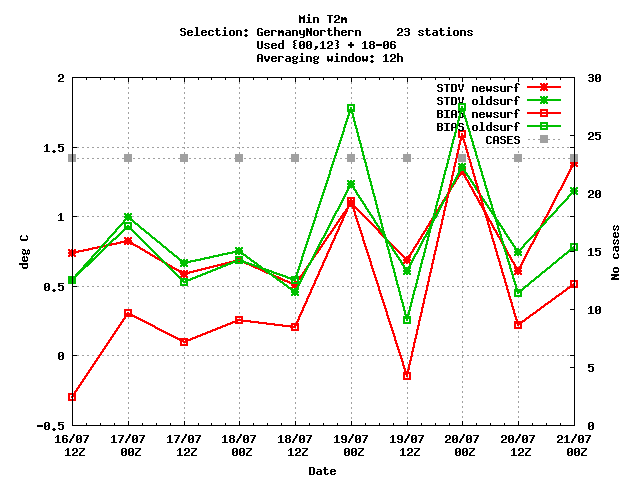 Min T2m
Selection: GermanyNorthern 23 stations
Used {00,12} + 18-06
Averaging window: 12h
STDV newsurf
STDV oldsurf
BIAS newsurf
BIAS oldsurf
CASES
2
1.5
1
0.5
0
-0.5
deg C
30
25
20
15
10
5
0
No cases
16/07 17/07 17/07 18/07 18/07 19/07 19/07 20/07 20/07 21/07
12Z 00Z 12Z 00Z 12Z 00Z 12Z 00Z 12Z 00Z
Date